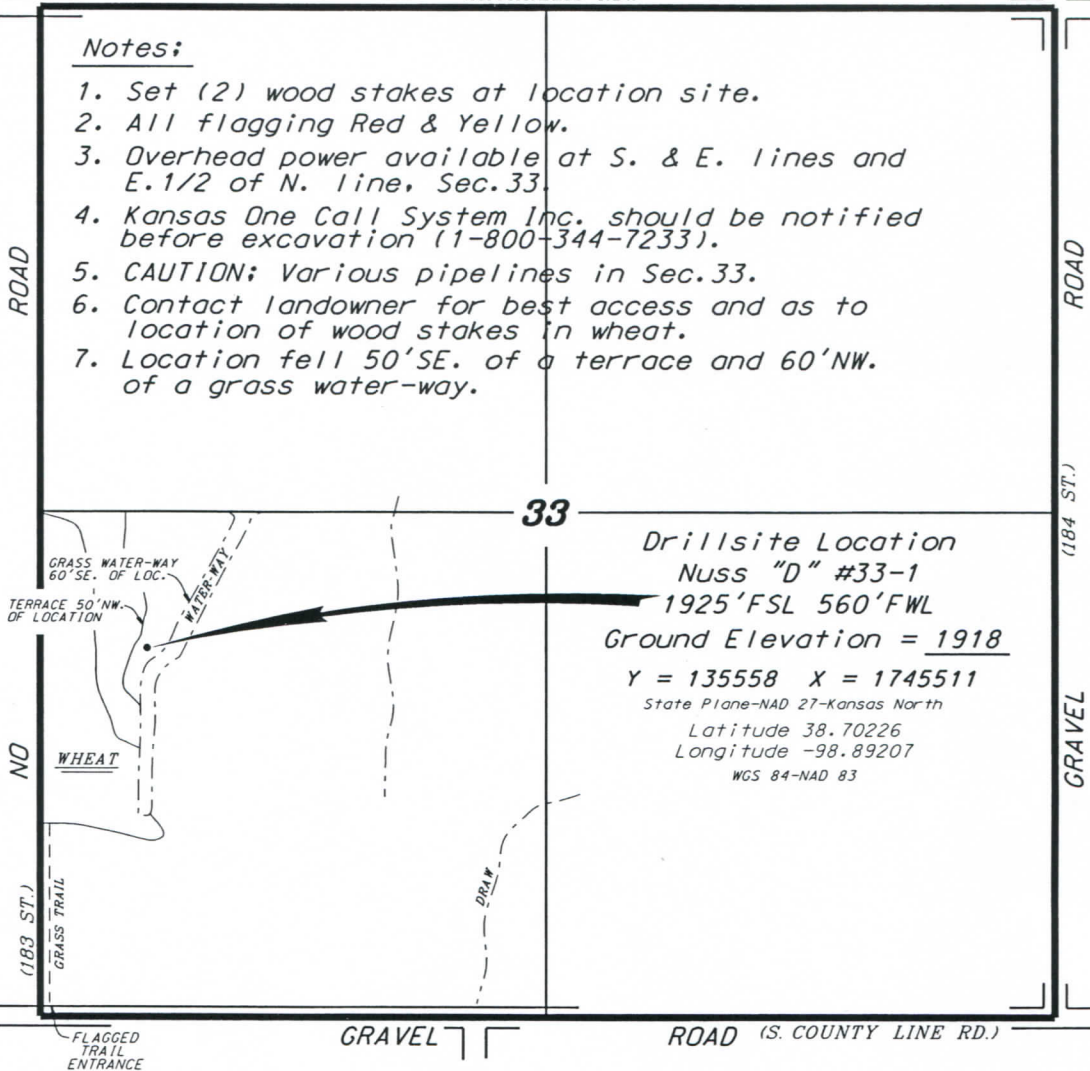 Notes:
1. Set (2) wood stakes at location site.
2. All flagging Red & Yellow.
3. Overhead power available at S. & E. lines and
E.1/2 of N. line, Sec.33.
4. Kansas One Call System Inc. should be notified
before excavation (1-800-344-7233).
5. CAUTION: Various pipelines in Sec.33.
6. Contact landowner for best access and as to
location of wood stakes in wheat.
7. Location fell 50'SE. of a terrace and 60'NW.
of a grass water-way.
ROAD
NO
(183 ST.)
ROAD
(184 ST.)
GRAVEL
33
GRASS WATER-WAY
60'SE. OF LOC.
WATER-WAY
TERRACE 50'NW.
OF LOCATION
Drillsite Location
Nuss "D" #33-1
1925'FSL 560'FWL
Ground Elevation = 1918
Y = 135558 X = 1745511
State Plane-NAD 27-Kansas North
Latitude 38.70226
Longitude -98.89207
WGS 84-NAD 83
WHEAT
GRASS TRAIL
DRAW
FLAGGED
TRAIL
ENTRANCE
GRAVEL ROAD (S. COUNTY LINE RD.)